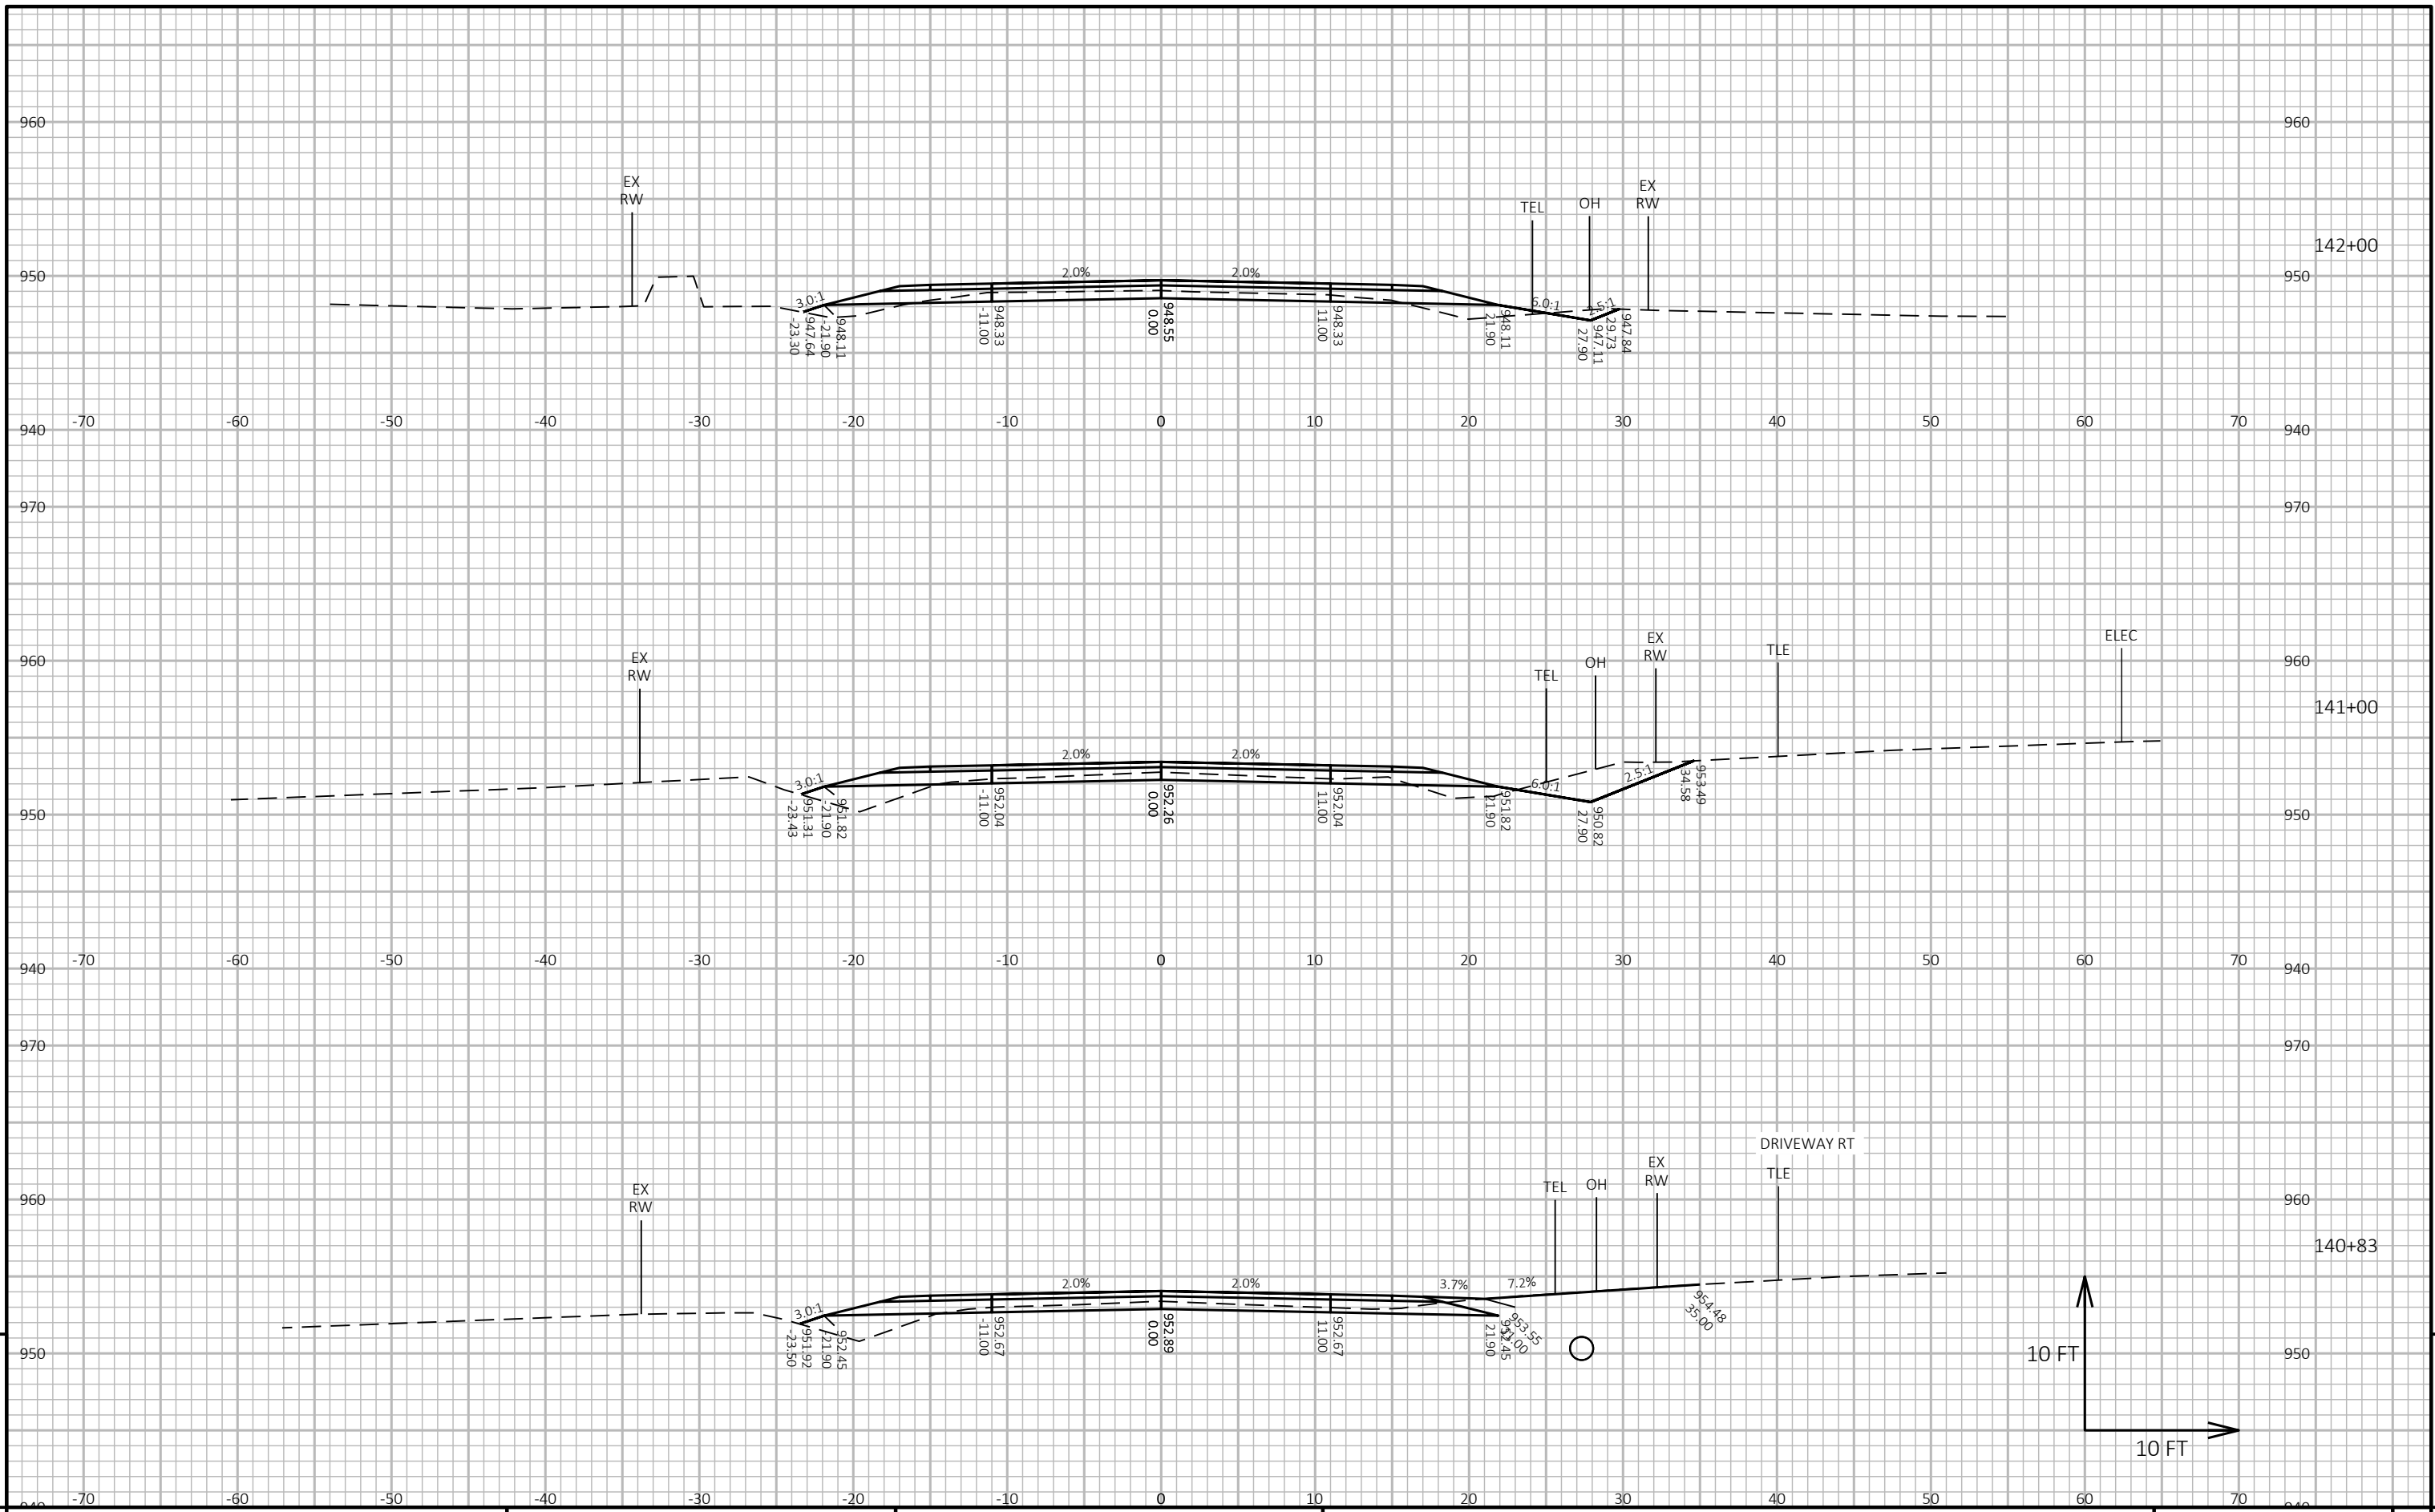 960 960
EX
RW
EX
RW
TEL OH
142+00
950 950
2.0% 2.0%
3.0:1 6.0:1
-23.30 947.64 -21.90 948.11 -11.00 948.33 0.00 948.55 11.00 948.33 21.90 948.11 27.90 947.11 29.73 947.84
-70 -60 -50 -40 -30 -20 -10 0 10 20 30 40 50 60 70
940 940
970 970
960 960
EX
RW
TEL
OH
EX
RW
TLE
ELEC
141+00
2.0% 2.0%
3.0:1 6.0:1 2.5:1
-23.43 951.31 -21.90 951.82 -11.00 952.04 0.00 952.26 11.00 952.04 21.90 951.82 27.90 950.82 34.58 953.49
950 950
-70 -60 -50 -40 -30 -20 -10 0 10 20 30 40 50 60 70
940 940
970 970
DRIVEWAY RT
960 960
EX
RW
TEL OH
EX
RW
TLE
140+83
2.0% 2.0% 3.7% 7.2%
3.0:1
-23.50 951.92 -21.90 952.45 -11.00 952.67 0.00 952.89 11.00 952.67 21.90 952.45 953.55 954.48 35.00
950 950
10 FT
10 FT
-70 -60 -50 -40 -30 -20 -10 0 10 20 30 40 50 60 70